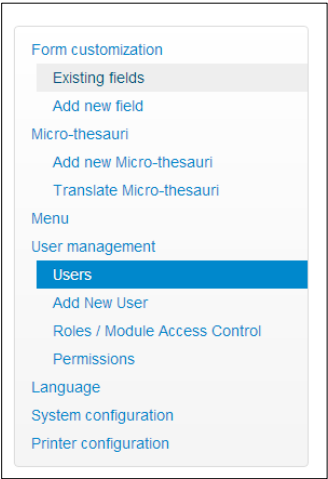 Form customization
Existing fields
Add new field
Micro-thesauri
Add new Micro-thesauri
Translate Micro-thesauri
Menu
User management
Users
Add New User
Roles / Module Access Control
Permissions
Language
System configuration
Printer configuration